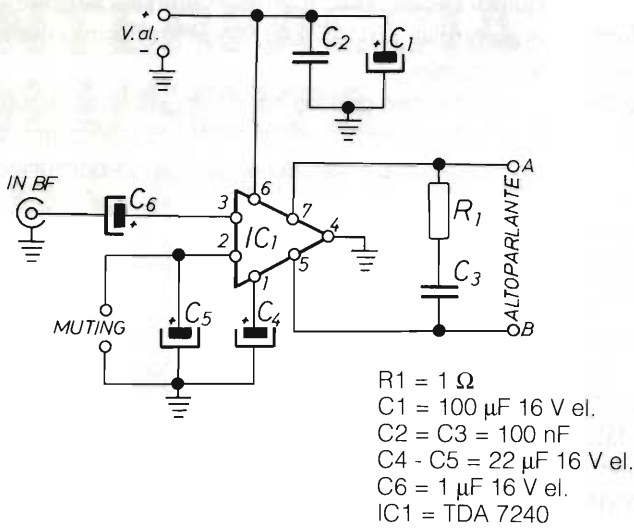 +
V. al.
-
C2
+
C1
IN BF
C6
+
3
6
7
IC1
4
2
5
1
A
R1
C3
ALTOPARLANTE
B
MUTING
+
C5
+
C4
R1 = 1 Ω
C1 = 100 µF 16 V el.
C2 = C3 = 100 nF
C4 - C5 = 22 µF 16 V el.
C6 = 1 µF 16 V el.
IC1 = TDA 7240